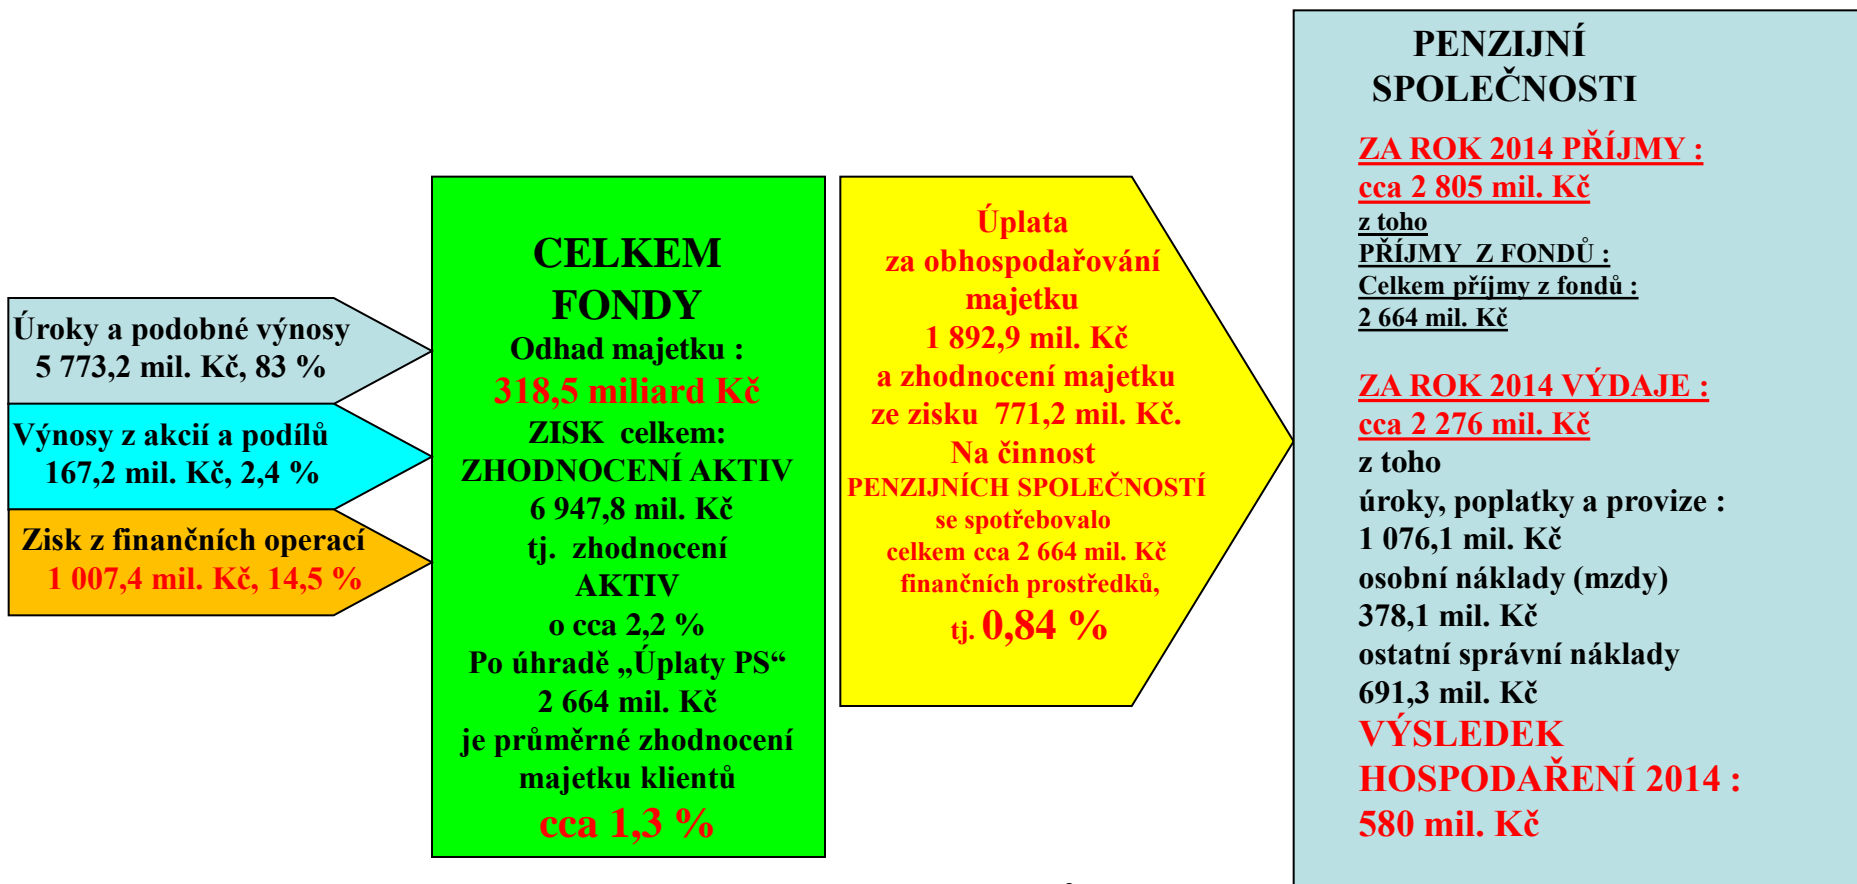 Úroky a podobné výnosy
5 773,2 mil. Kč, 83 %
Výnosy z akcií a podílů
167,2 mil. Kč, 2,4 %
Zisk z finančních operací
1 007,4 mil. Kč, 14,5 %
CELKEM
FONDY
Odhad majetku :
318,5 miliard Kč
ZISK celkem:
ZHODNOCENÍ AKTIV
6 947,8 mil. Kč
tj. zhodnocení
AKTIV
o cca 2,2 %
Po úhradě „Úplaty PS“
2 664 mil. Kč
je průměrné zhodnocení
majetku klientů
cca 1,3 %
Úplata
za obhospodařování
majetku
1 892,9 mil. Kč
a zhodnocení majetku
ze zisku 771,2 mil. Kč.
Na činnost
PENZIJNÍCH SPOLEČNOSTÍ
se spotřebovalo
celkem cca 2 664 mil. Kč
finančních prostředků,
tj. 0,84 %
PENZIJNÍ
SPOLEČNOSTI
ZA ROK 2014 PŘÍJMY :
cca 2 805 mil. Kč
z toho
PŘÍJMY Z FONDŮ :
Celkem příjmy z fondů :
2 664 mil. Kč
ZA ROK 2014 VÝDAJE :
cca 2 276 mil. Kč
z toho
úroky, poplatky a provize :
1 076,1 mil. Kč
osobní náklady (mzdy)
378,1 mil. Kč
ostatní správní náklady
691,3 mil. Kč
VÝSLEDEK
HOSPODAŘENÍ 2014 :
580 mil. Kč